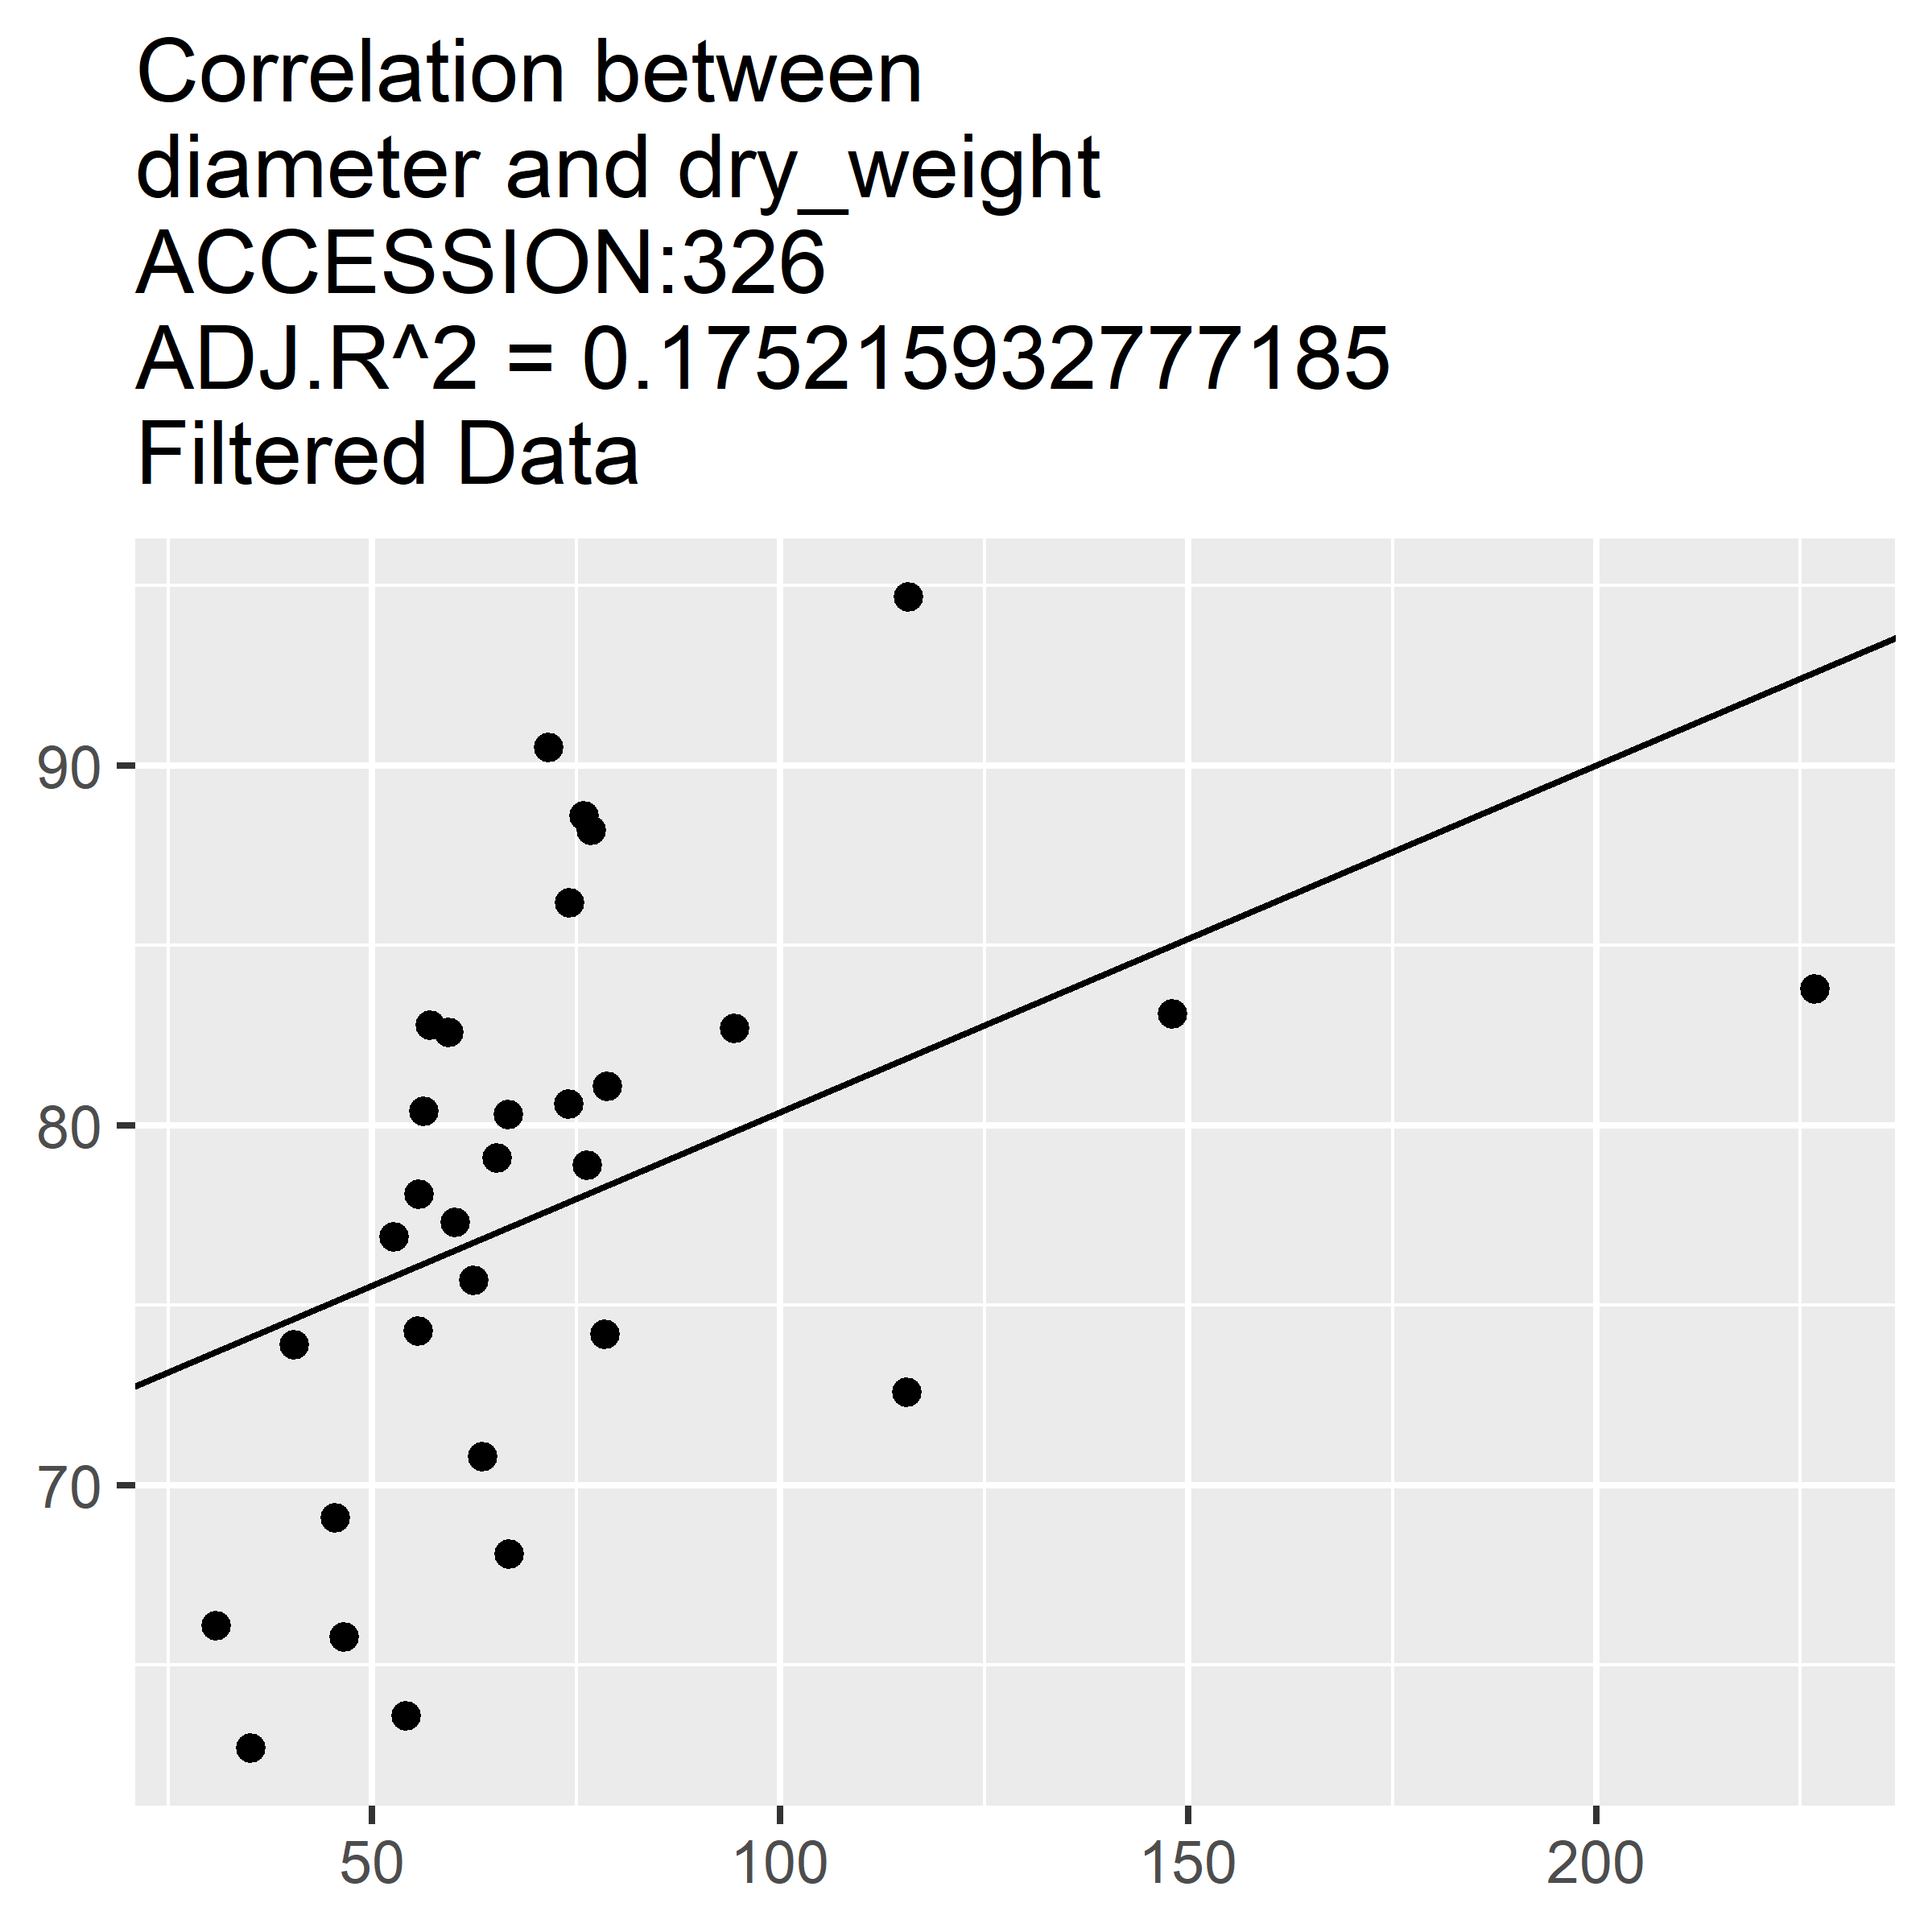 Correlation between
diameter and dry_weight
ACCESSION:326
ADJ.R^2 = 0.175215932777185
Filtered Data
90
80
70
50 100 150 200